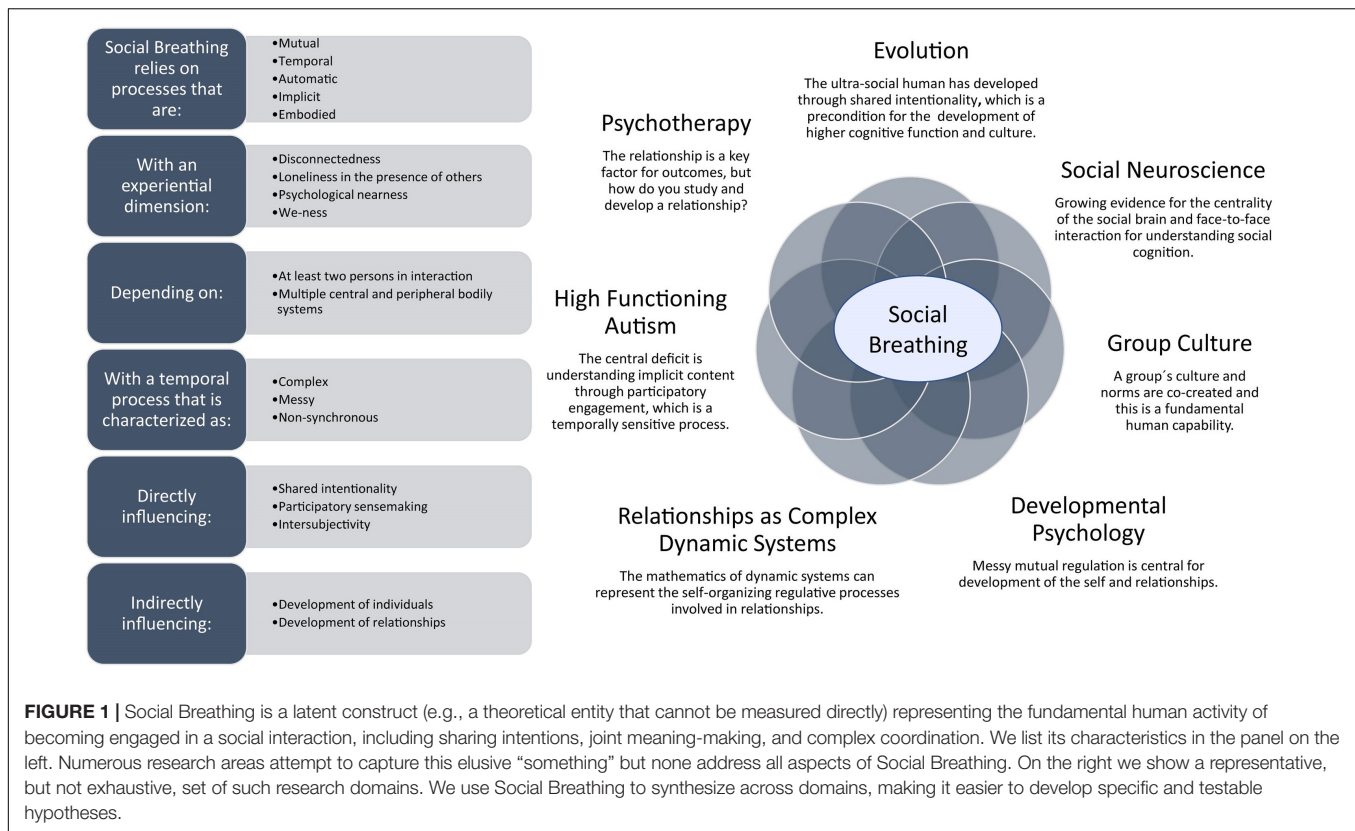 Social Breathing
relies on
processes that
are:
•Mutual
•Temporal
•Automatic
•Implicit
•Embodied
With an
experiential
dimension:
•Disconnectedness
•Loneliness in the presence of others
•Psychological nearness
•We-ness
Depending on:
•At least two persons in interaction
•Multiple central and peripheral bodily
systems
With a temporal
process that is
characterized as:
•Complex
•Messy
•Non-synchronous
Directly
influencing:
•Shared intentionality
•Participatory sensemaking
•Intersubjectivity
Indirectly
influencing:
•Development of individuals
•Development of relationships
Evolution
The ultra-social human has developed
through shared intentionality, which is a
precondition for the development of
higher cognitive function and culture.
Psychotherapy
The relationship is a key
factor for outcomes, but
how do you study and
develop a relationship?
Social Neuroscience
Growing evidence for the centrality
of the social brain and face-to-face
interaction for understanding social
cognition.
High Functioning
Autism
The central deficit is
understanding implicit content
through participatory
engagement, which is a
temporally sensitive process.
Social
Breathing
Group Culture
A group´s culture and
norms are co-created and
this is a fundamental
human capability.
Relationships as Complex
Dynamic Systems
The mathematics of dynamic systems can
represent the self-organizing regulative processes
involved in relationships.
Developmental
Psychology
Messy mutual regulation is central for
development of the self and relationships.
FIGURE 1 | Social Breathing is a latent construct (e.g., a theoretical entity that cannot be measured directly) representing the fundamental human activity of
becoming engaged in a social interaction, including sharing intentions, joint meaning-making, and complex coordination. We list its characteristics in the panel on the
left. Numerous research areas attempt to capture this elusive “something” but none address all aspects of Social Breathing. On the right we show a representative,
but not exhaustive, set of such research domains. We use Social Breathing to synthesize across domains, making it easier to develop specific and testable
hypotheses.